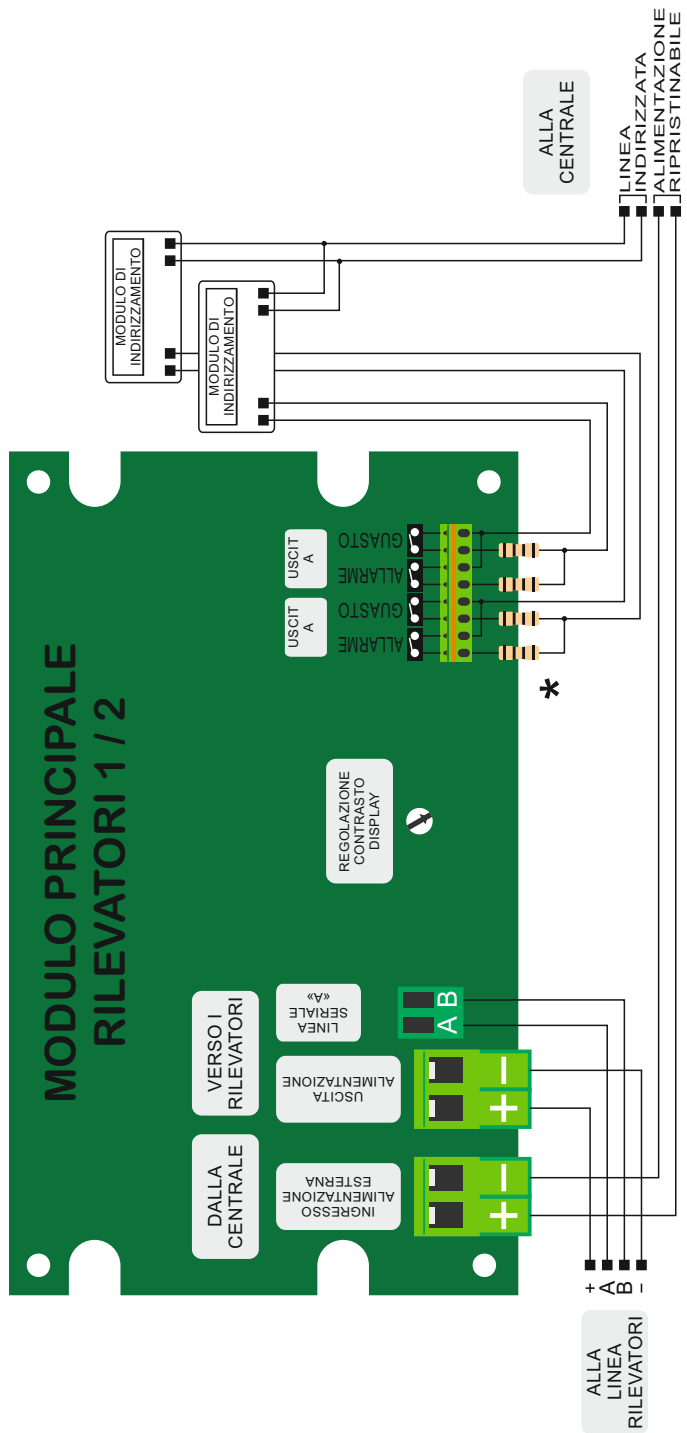 MODULO PRINCIPALE
RILEVATORI 1 / 2
MODULO DI
INDIRIZZAMENTO
MODULO DI
INDIRIZZAMENTO
ALLA
CENTRALE
LINEA
INDIRIZZATA
ALIMENTAZIONE
RIPRISTINABILE
USCIT
A
USCIT
A
GUASTO
ALLARME
GUASTO
ALLARME
*
REGOLAZIONE
CONTRASTO
DISPLAY
VERSO I
RILEVATORI
LINEA
SERIALE
«A»
A B
USCITA
ALIMENTAZIONE
+ −
DALLA
CENTRALE
INGRESSO
ALIMENTAZIONE
ESTERNA
+ −
+
A
B
-
ALLA
LINEA
RILEVATORI